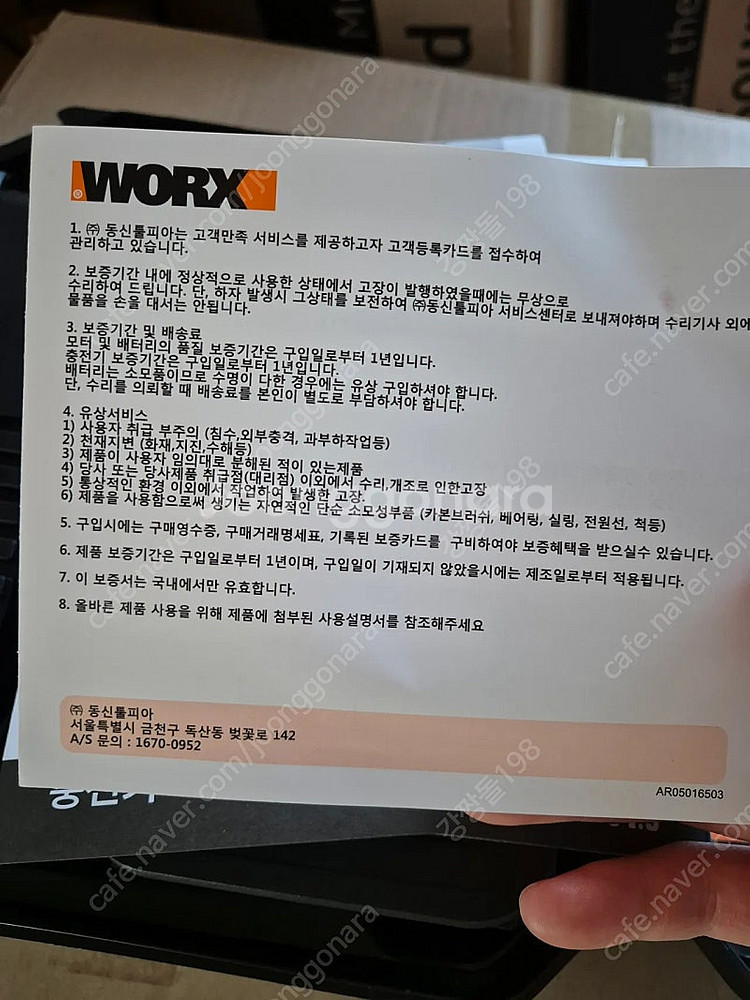 WORX
1. ㈜ 동신툴피아는 고객만족 서비스를 제공하고자 고객등록카드를 접수하여
관리하고 있습니다.
2. 보증기간 내에 정상적으로 사용한 상태에서 고장이 발행하였을때에는 무상으로
수리하여 드립니다. 단, 하자 발생시 그상태를 보전하여 ㈜동신툴피아 서비스센터로 보내져야하며 수리기사 외에
물품을 손을 대서는 안됩니다.
3. 보증기간 및 배송료
모터 및 배터리의 품질 보증기간은 구입일로부터 1년입니다.
충전기 보증기간은 구입일로부터 1년입니다.
배터리는 소모품이므로 수명이 다한 경우에는 유상 구입하셔야 합니다.
단, 수리를 의뢰할 때 배송료를 본인이 별도로 부담하셔야 합니다.
4. 유상서비스
1) 사용자 취급 부주의 (침수,외부충격, 과부하작업등)
2) 천재지변 (화재,지진,수해등)
3) 제품이 사용자 임의대로 분해된 적이 있는제품
4) 당사 또는 당사제품 취급점(대리점) 이외에서 수리,개조로 인한고장
5) 통상적인 환경 이외에서 작업하여 발생한 고장.
6) 제품을 사용함으로써 생기는 자연적인 단순 소모성부품 (카본브러쉬, 베어링, 실링, 전원선, 척등)
5. 구입시에는 구매영수증, 구매거래명세표, 기록된 보증카드를 구비하여야 보증혜택을 받으실수 있습니다.
6. 제품 보증기간은 구입일로부터 1년이며, 구입일이 기재되지 않았을시에는 제조일로부터 적용됩니다.
7. 이 보증서는 국내에서만 유효합니다.
8. 올바른 제품 사용을 위해 제품에 첨부된 사용설명서를 참조해주세요
㈜ 동신툴피아
서울특별시 금천구 독산동 벚꽃로 142
A/S 문의 : 1670-0952
AR05016503
joonggonara
cafe.naver.com/joonggonara
강짱돌198